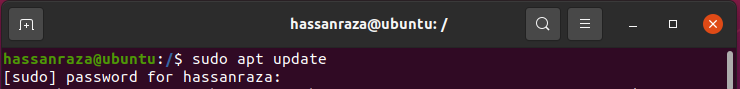 hassanraza@ubuntu: /
hassanraza@ubuntu:/$ sudo apt update
[sudo] password for hassanraza: